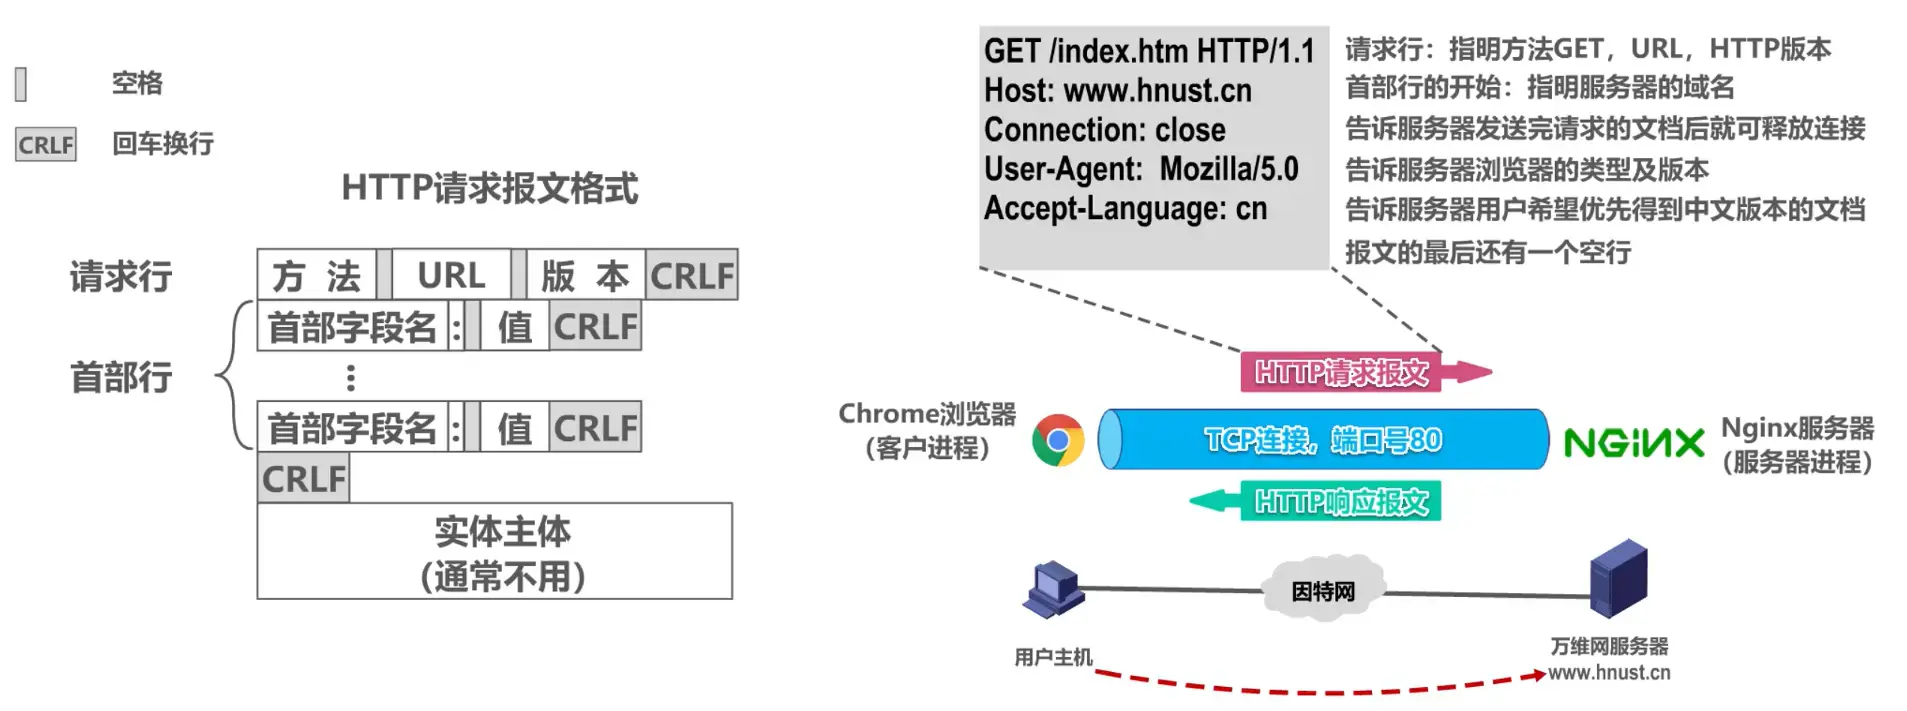 空格
CRLF 回车换行
HTTP请求报文格式
请求行 方 法 URL 版 本 CRLF
首部字段名 : 值 CRLF
首部行
⋮
首部字段名 : 值 CRLF
CRLF
实体主体
(通常不用)
GET /index.htm HTTP/1.1 请求行：指明方法GET，URL，HTTP版本
Host: www.hnust.cn 首部行的开始：指明服务器的域名
Connection: close 告诉服务器发送完请求的文档后就可释放连接
User-Agent: Mozilla/5.0 告诉服务器浏览器的类型及版本
Accept-Language: cn 告诉服务器用户希望优先得到中文版本的文档
报文的最后还有一个空行
HTTP请求报文
Chrome浏览器
(客户进程)
TCP连接，端口号80
NGiNX
Nginx服务器
(服务器进程)
HTTP响应报文
因特网
用户主机
万维网服务器
www.hnust.cn